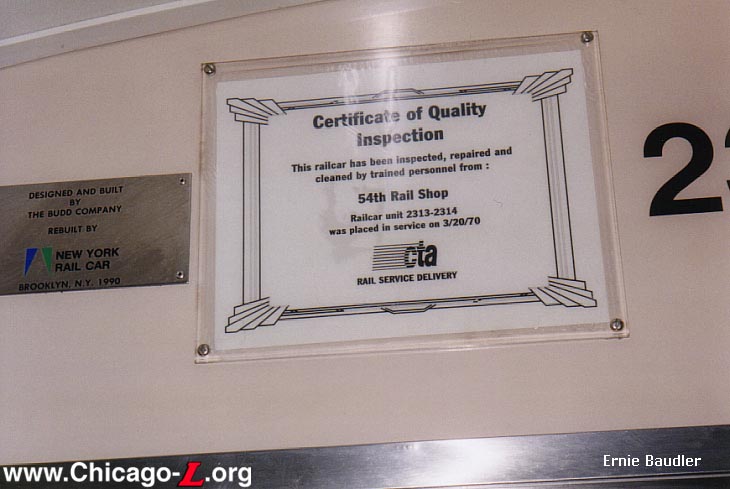 DESIGNED AND BUILT
BY
THE BUDD COMPANY
REBUILT BY
NEW YORK
RAIL CAR
BROOKLYN, N.Y. 1990
Certificate of Quality
Inspection
This railcar has been inspected, repaired and
cleaned by trained personnel from :
54th Rail Shop
Railcar unit 2313-2314
was placed in service on 3/20/70
cta
RAIL SERVICE DELIVERY
2
www.Chicago-L.org
Ernie Baudler